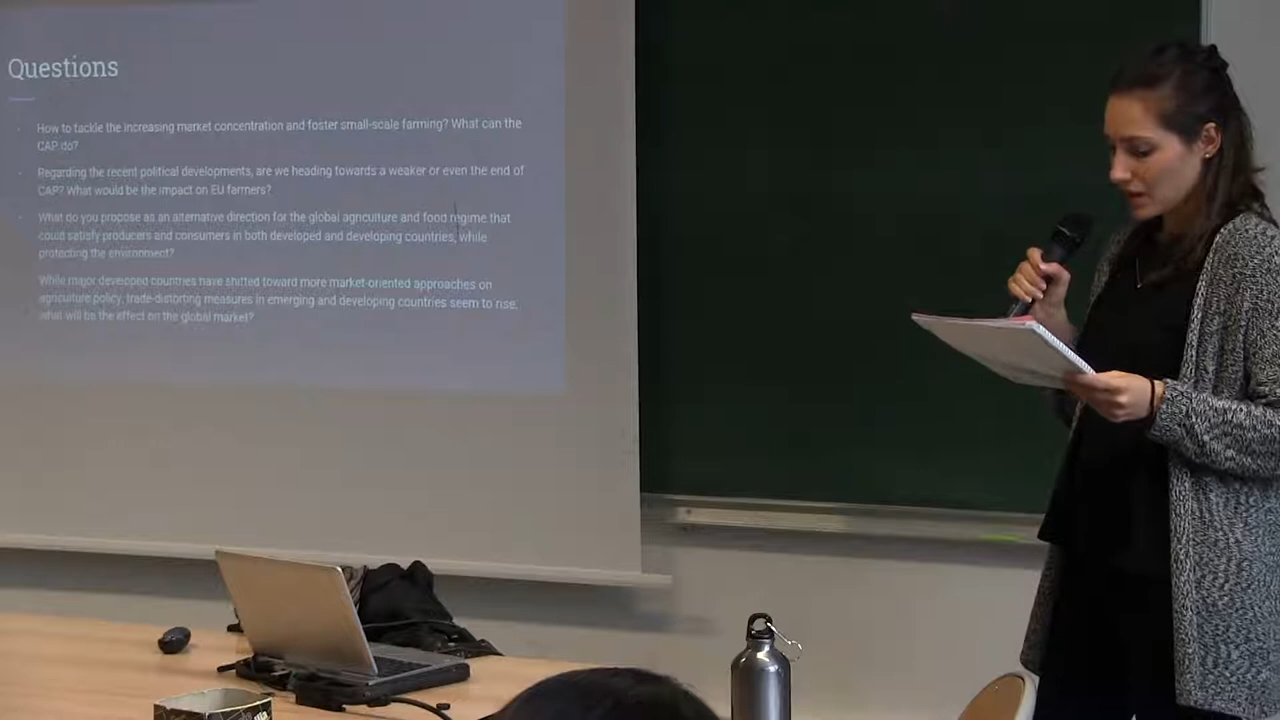 Questions
How to tackle the increasing market concentration and foster small-scale farming? What can the
CAP do?
Regarding the recent political developments, are we heading towards a weaker or even the end of
CAP? What would be the impact on EU farmers?
What do you propose as an alternative direction for the global agriculture and food regime that
could satisfy producers and consumers in both developed and developing countries, while
protecting the environment?
While major developed countries have shifted toward more market-oriented approaches on
agriculture policy, trade-distorting measures in emerging and developing countries seem to rise,
what will be the effect on the global market?